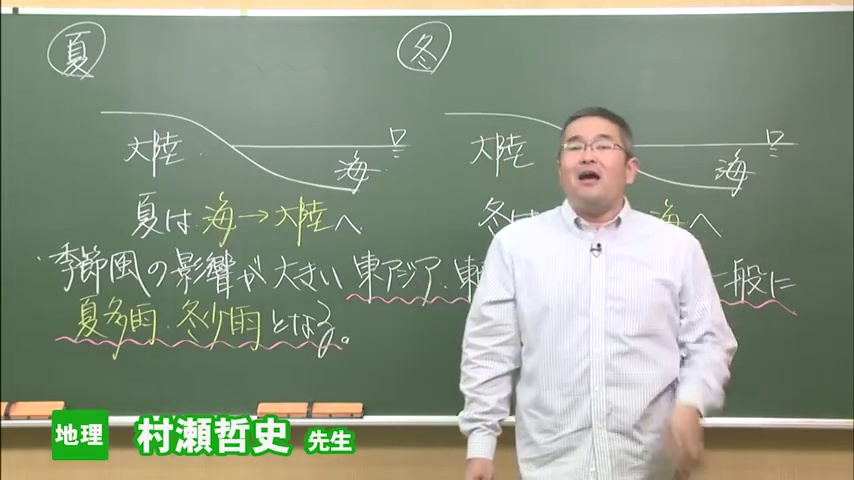 夏
冬
大陸
海
大陸
海
夏は 海→大陸へ
冬は 海へ
季節風の影響が大きい 東アジア・東 一般に
夏多雨・冬少雨となる。
地理 村瀬哲史 先生